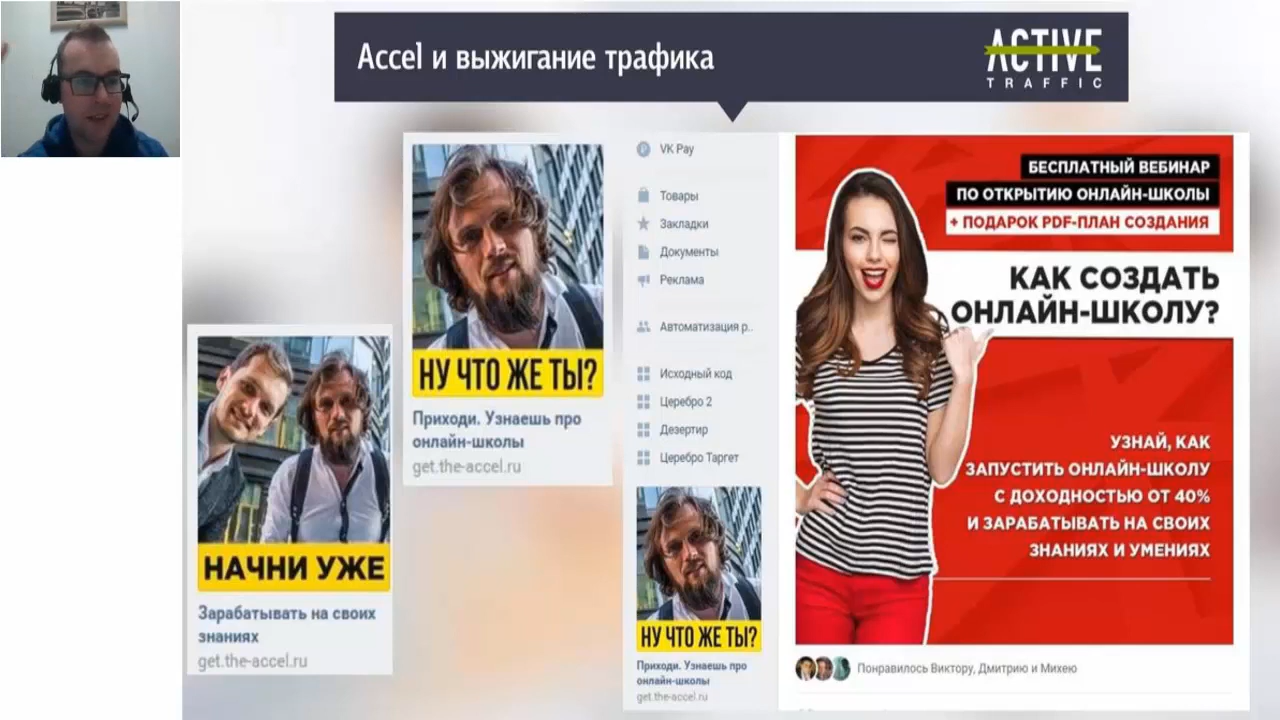 Accel и выжигание трафика
ACTIVE
TRAFFIC
НАЧНИ УЖЕ
Зарабатывать на своих
знаниях
get.the-accel.ru
НУ ЧТО ЖЕ ТЫ?
Приходи. Узнаешь про
онлайн-школы
get.the-accel.ru
VK Pay
Товары
Закладки
Документы
Реклама
Автоматизация р..
Исходный код
Церебро 2
Дезертир
Церебро Таргет
НУ ЧТО ЖЕ ТЫ?
Приходи. Узнаешь про
онлайн-школы
get.the-accel.ru
БЕСПЛАТНЫЙ ВЕБИНАР
ПО ОТКРЫТИЮ ОНЛАЙН-ШКОЛЫ
+ ПОДАРОК PDF-ПЛАН СОЗДАНИЯ
КАК СОЗДАТЬ
ОНЛАЙН-ШКОЛУ?
УЗНАЙ, КАК
ЗАПУСТИТЬ ОНЛАЙН-ШКОЛУ
С ДОХОДНОСТЬЮ ОТ 40%
И ЗАРАБАТЫВАТЬ НА СВОИХ
ЗНАНИЯХ И УМЕНИЯХ
Понравилось Виктору, Дмитрию и Михею